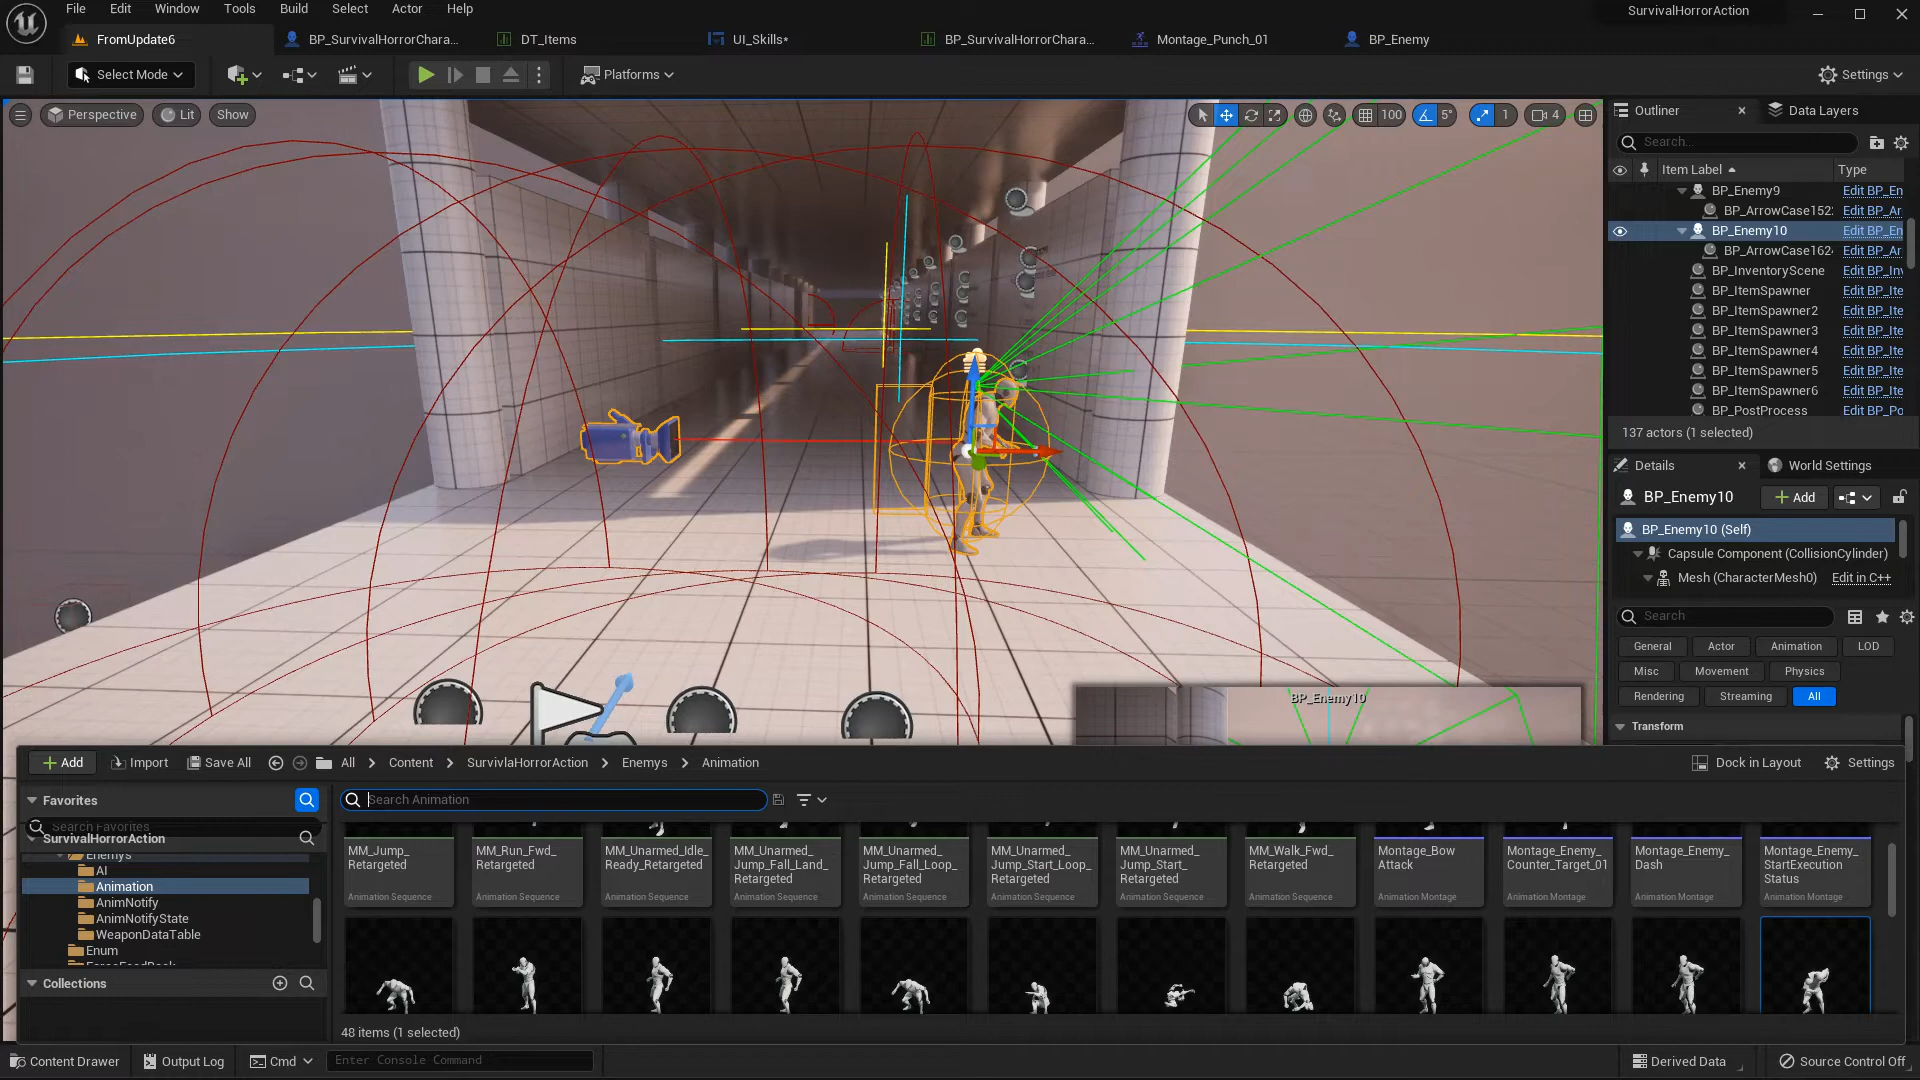 File Edit Window Tools Build Select Actor Help
SurvivalHorrorAction
FromUpdate6
BP_SurvivalHorrorChara...
DT_Items
UI_Skills*
BP_SurvivalHorrorChara...
Montage_Punch_01
BP_Enemy
Select Mode
Platforms
Settings
Perspective
Lit
Show
100
5°
1
4
BP_Enemy10
Outliner
Data Layers
Search...
Item Label
Type
BP_Enemy9 Edit BP_En
BP_ArrowCase152 Edit BP_Ar
BP_Enemy10 Edit BP_En
BP_ArrowCase162 Edit BP_Ar
BP_InventoryScene Edit BP_Inv
BP_ItemSpawner Edit BP_Ite
BP_ItemSpawner2 Edit BP_Ite
BP_ItemSpawner3 Edit BP_Ite
BP_ItemSpawner4 Edit BP_Ite
BP_ItemSpawner5 Edit BP_Ite
BP_ItemSpawner6 Edit BP_Ite
BP_PostProcess Edit BP_Po
137 actors (1 selected)
Details
World Settings
BP_Enemy10
Add
BP_Enemy10 (Self)
Capsule Component (CollisionCylinder)
Mesh (CharacterMesh0) Edit in C++
Search
General Actor Animation LOD
Misc Movement Physics
Rendering Streaming All
Transform
Add Import Save All All > Content > SurvivlaHorrorAction > Enemys > Animation
Dock in Layout Settings
Favorites
Search Favorites
SurvivalHorrorAction
Enemys
AI
Animation
AnimNotify
AnimNotifyState
WeaponDataTable
Enum
Collections
Search Animation
MM_Jump_
Retargeted
Animation Sequence
MM_Run_Fwd_
Retargeted
Animation Sequence
MM_Unarmed_Idle_
Ready_Retargeted
Animation Sequence
MM_Unarmed_
Jump_Fall_Land_
Retargeted
Animation Sequence
MM_Unarmed_
Jump_Fall_Loop_
Retargeted
Animation Sequence
MM_Unarmed_
Jump_Start_Loop_
Retargeted
Animation Sequence
MM_Unarmed_
Jump_Start_
Retargeted
Animation Sequence
MM_Walk_Fwd_
Retargeted
Animation Sequence
Montage_Bow
Attack
Animation Montage
Montage_Enemy_
Counter_Target_01
Animation Montage
Montage_Enemy_
Dash
Animation Montage
Montage_Enemy_
StartExecution
Status
Animation Montage
48 items (1 selected)
Content Drawer
Output Log
Cmd
Enter Console Command
Derived Data
Source Control Off